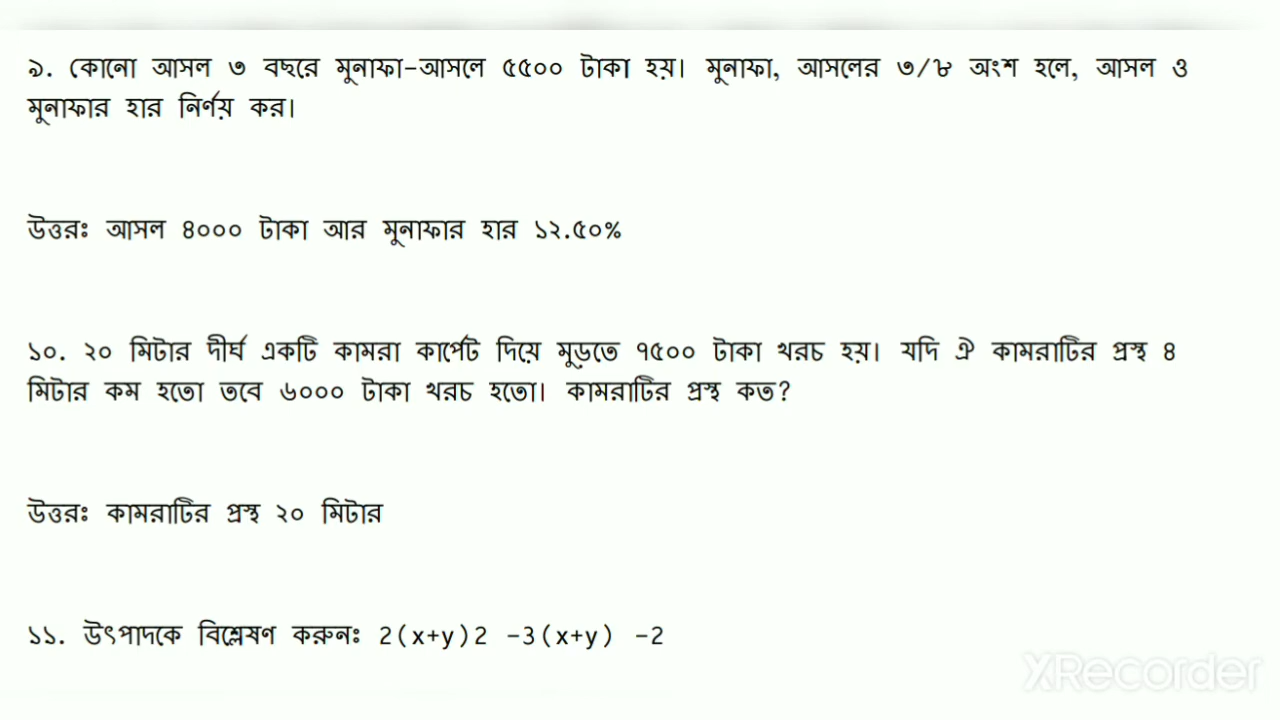 ৯. কোনো আসল ৩ বছরে মুনাফা-আসলে ৫৫০০ টাকা হয়। মুনাফা, আসলের ৩/৮ অংশ হলে, আসল ও
মুনাফার হার নির্ণয় কর।
উত্তরঃ আসল ৪০০০ টাকা আর মুনাফার হার ১২.৫০%
১০. ২০ মিটার দীর্ঘ একটি কামরা কার্পেট দিয়ে মুড়তে ৭৫০০ টাকা খরচ হয়। যদি ঐ কামরাটির প্রস্থ ৪
মিটার কম হতো তবে ৬০০০ টাকা খরচ হতো। কামরাটির প্রস্থ কত?
উত্তরঃ কামরাটির প্রস্থ ২০ মিটার
১১. উৎপাদকে বিশ্লেষণ করুনঃ 2(x+y)2 -3(x+y) -2
XRecorder